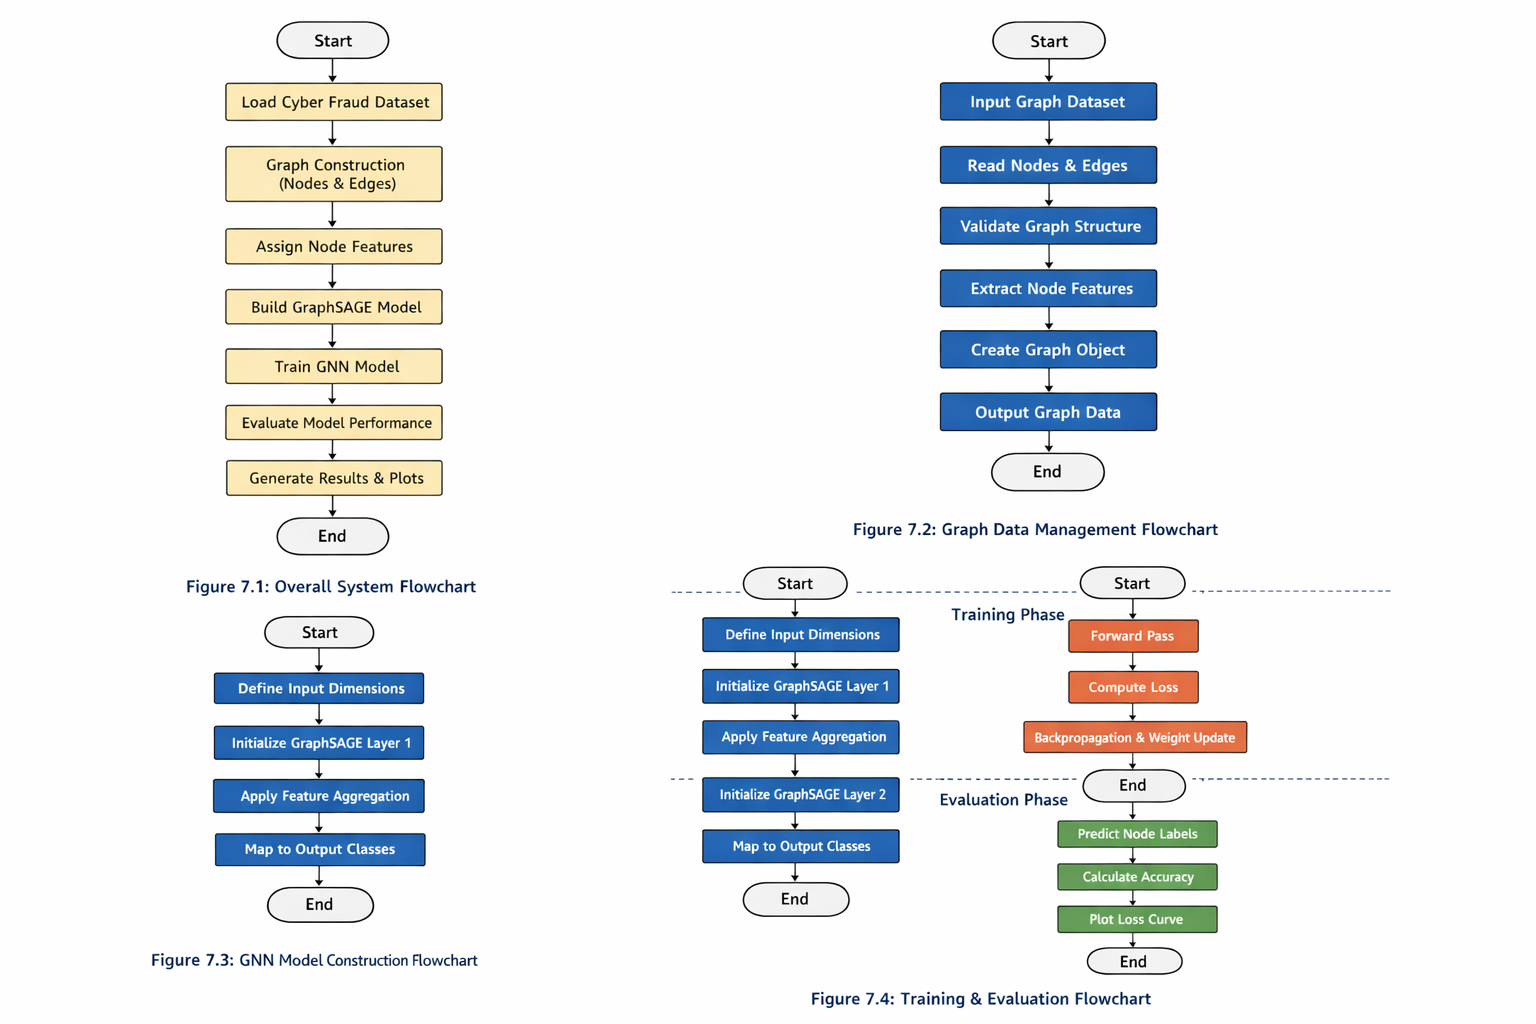 Start
Load Cyber Fraud Dataset
Graph Construction
(Nodes & Edges)
Assign Node Features
Build GraphSAGE Model
Train GNN Model
Evaluate Model Performance
Generate Results & Plots
End
Figure 7.1: Overall System Flowchart
Start
Input Graph Dataset
Read Nodes & Edges
Validate Graph Structure
Extract Node Features
Create Graph Object
Output Graph Data
End
Figure 7.2: Graph Data Management Flowchart
Start
Define Input Dimensions
Initialize GraphSAGE Layer 1
Apply Feature Aggregation
Map to Output Classes
End
Figure 7.3: GNN Model Construction Flowchart
Start
Define Input Dimensions
Initialize GraphSAGE Layer 1
Apply Feature Aggregation
Initialize GraphSAGE Layer 2
Map to Output Classes
End
Start
Training Phase
Forward Pass
Compute Loss
Backpropagation & Weight Update
End
Evaluation Phase
Predict Node Labels
Calculate Accuracy
Plot Loss Curve
End
Figure 7.4: Training & Evaluation Flowchart